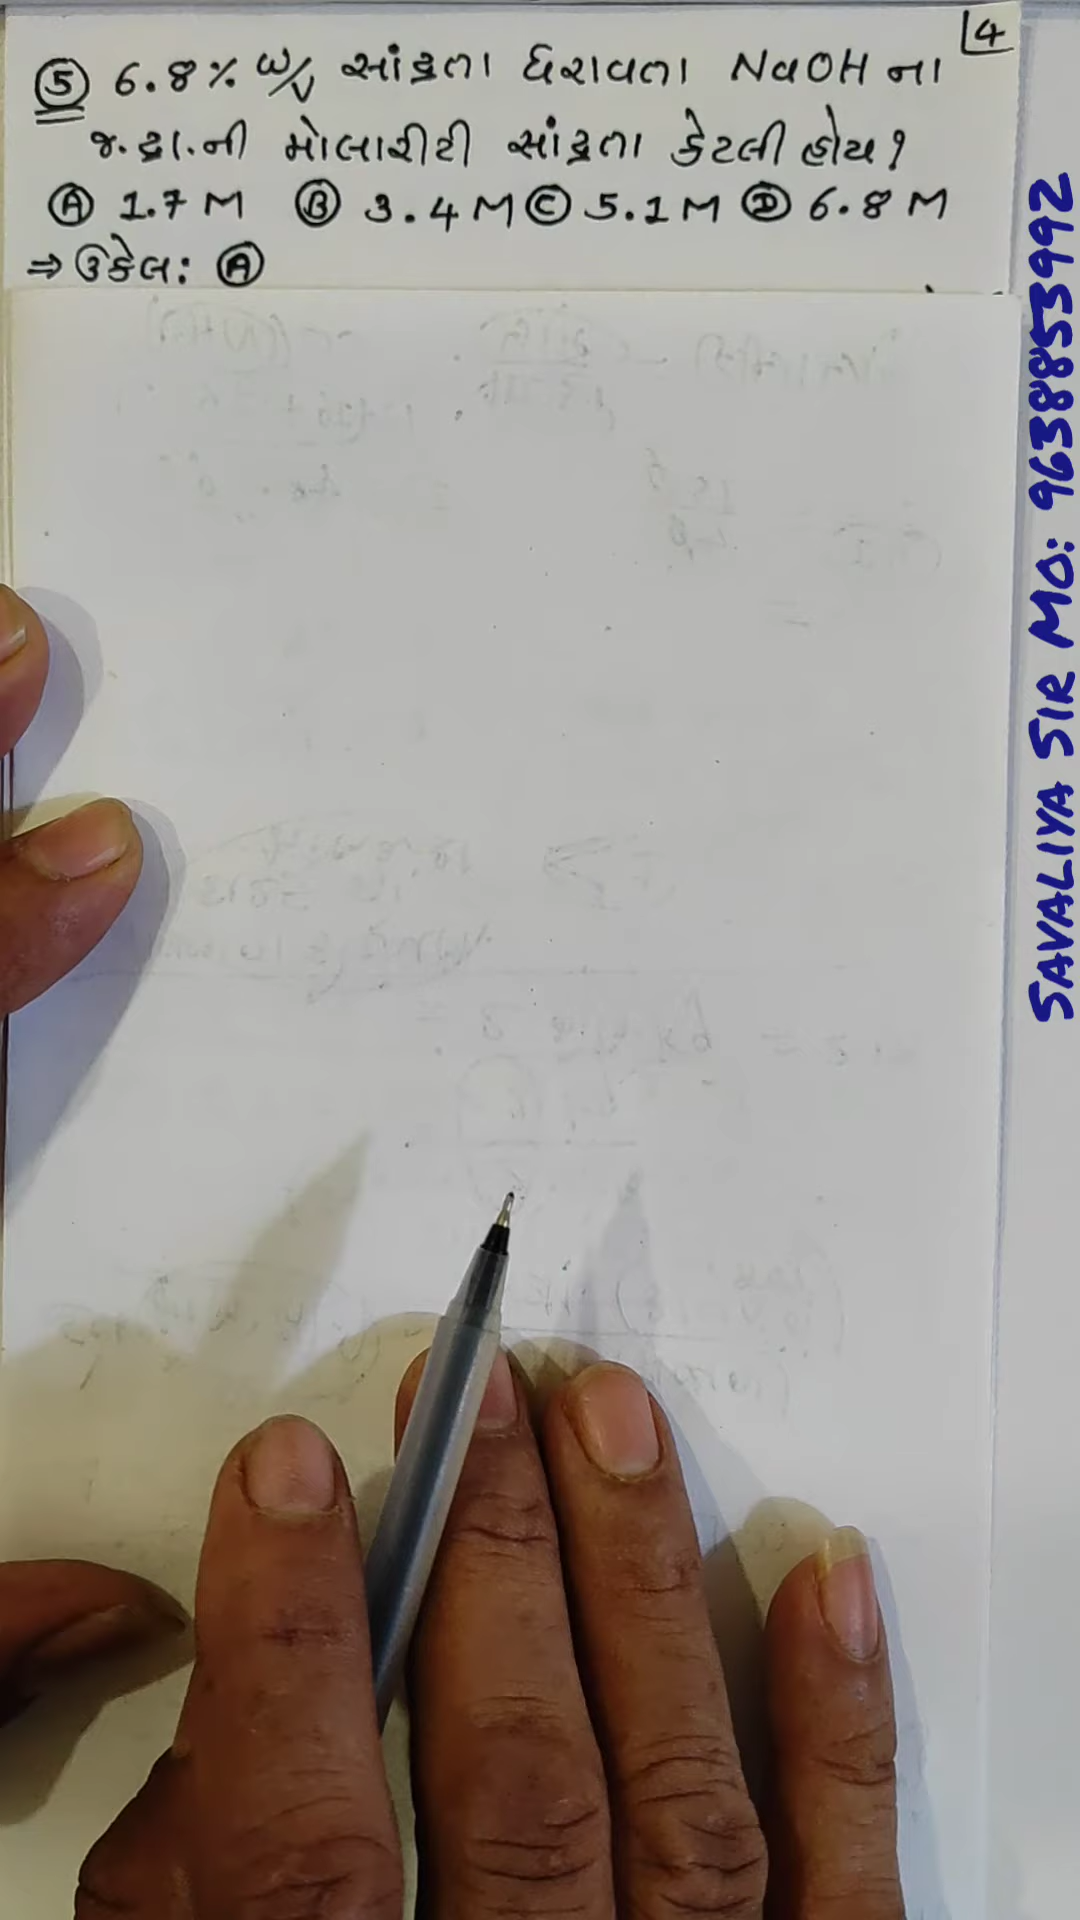 4
⑤ 6.8% w/v સાંદ્રતા ધરાવતા NaOH ના
જ.દ્રા.ની મોલારીટી સાંદ્રતા કેટલી હોય?
Ⓐ 1.7 M Ⓑ 3.4 M Ⓒ 5.1 M Ⓓ 6.8 M
⇒ ઉકેલ: Ⓐ
SAVALIYA SIR MO: 9638853992